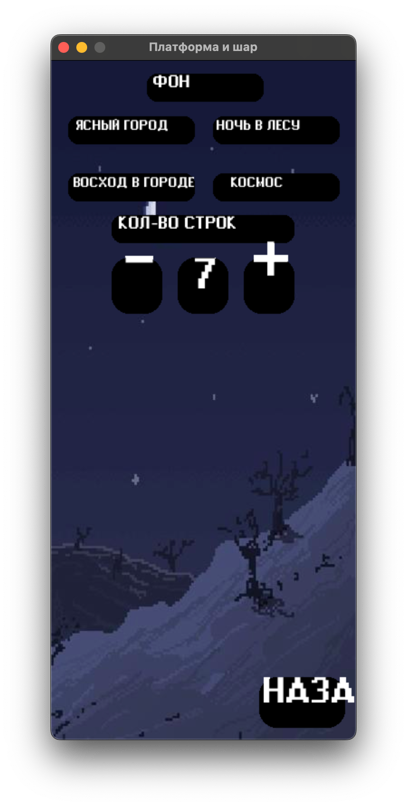 Платформа и шар
ФОН
ЯСНЫЙ ГОРОД
НОЧЬ В ЛЕСУ
ВОСХОД В ГОРОДЕ
КОСМОС
КОЛ-ВО СТРОК
− 7 +
НАЗА